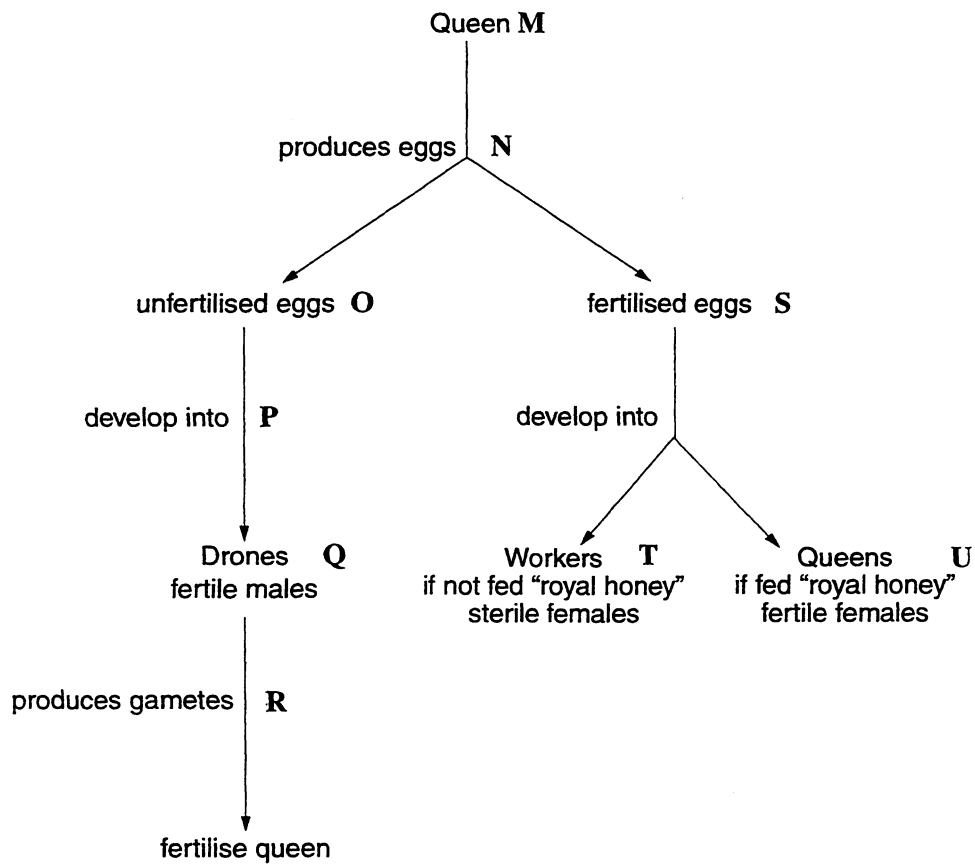 Queen M
produces eggs N
unfertilised eggs O
fertilised eggs S
develop into P
develop into
Drones Q
fertile males
Workers T
if not fed “royal honey”
sterile females
Queens U
if fed “royal honey”
fertile females
produces gametes R
fertilise queen